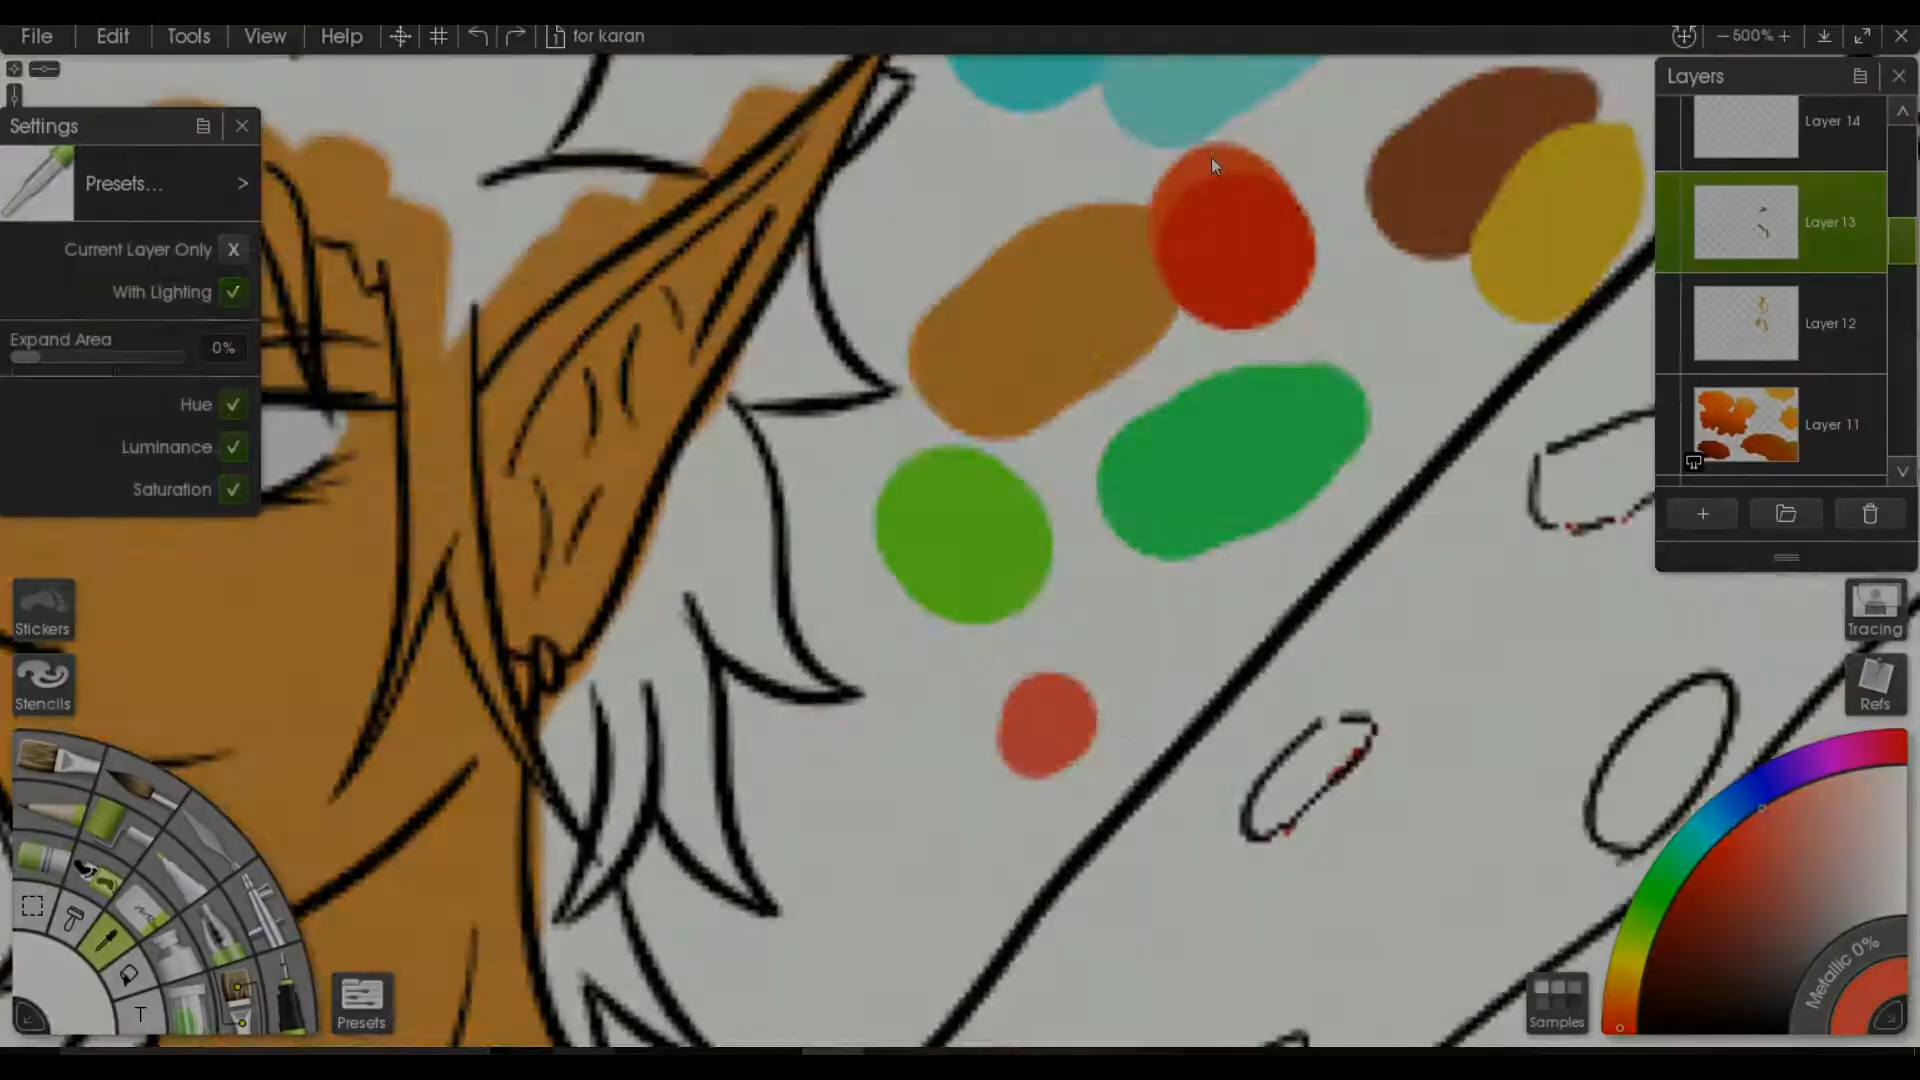 File Edit Tools View Help for karan 500%
Settings
Presets...
Current Layer Only X
With Lighting
Expand Area
0%
Hue
Luminance
Saturation
Stickers
Stencils
T
Presets
Layers
Layer 14
Layer 13
Layer 12
Layer 11
Tracing
Refs
Metallic 0%
Samples